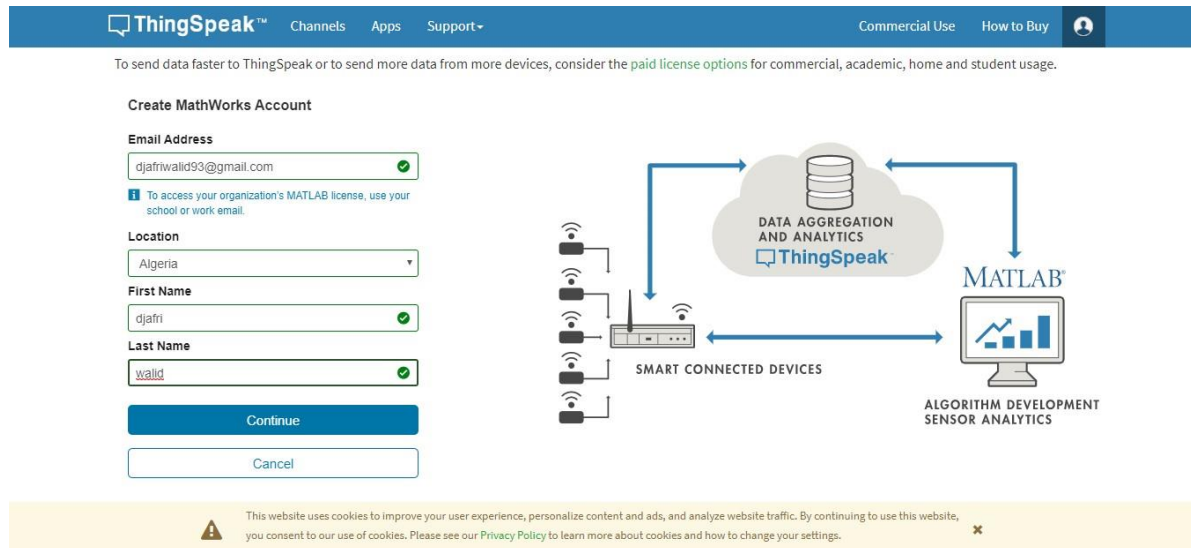 ThingSpeak™ Channels Apps Support Commercial Use How to Buy
To send data faster to ThingSpeak or to send more data from more devices, consider the paid license options for commercial, academic, home and student usage.
Create MathWorks Account
Email Address
djafriwalid93@gmail.com
To access your organization's MATLAB license, use your
school or work email.
Location
Algeria
First Name
djafri
Last Name
walid
Continue
Cancel
DATA AGGREGATION
AND ANALYTICS
ThingSpeak
MATLAB®
SMART CONNECTED DEVICES
ALGORITHM DEVELOPMENT
SENSOR ANALYTICS
This website uses cookies to improve your user experience, personalize content and ads, and analyze website traffic. By continuing to use this website,
you consent to our use of cookies. Please see our Privacy Policy to learn more about cookies and how to change your settings.